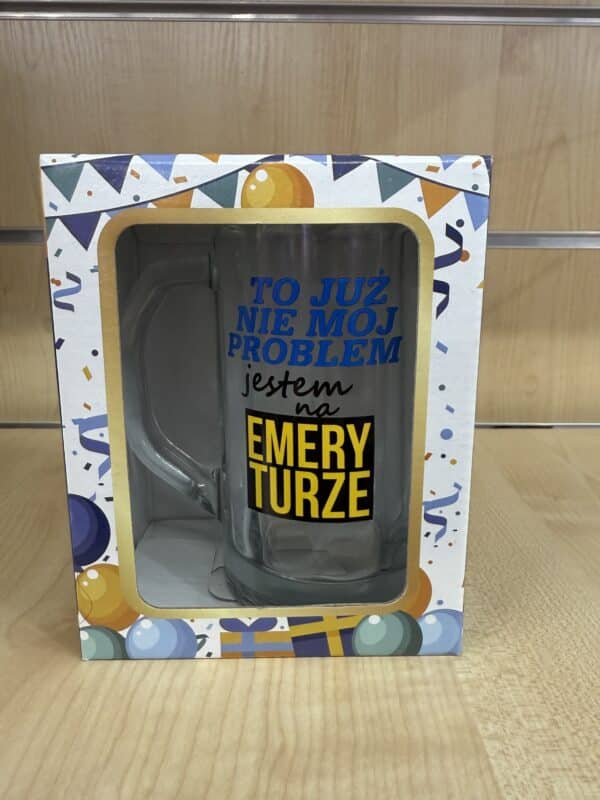 TO JUŻ
NIE MÓJ
PROBLEM
jestem
na
EMERY
TURZE